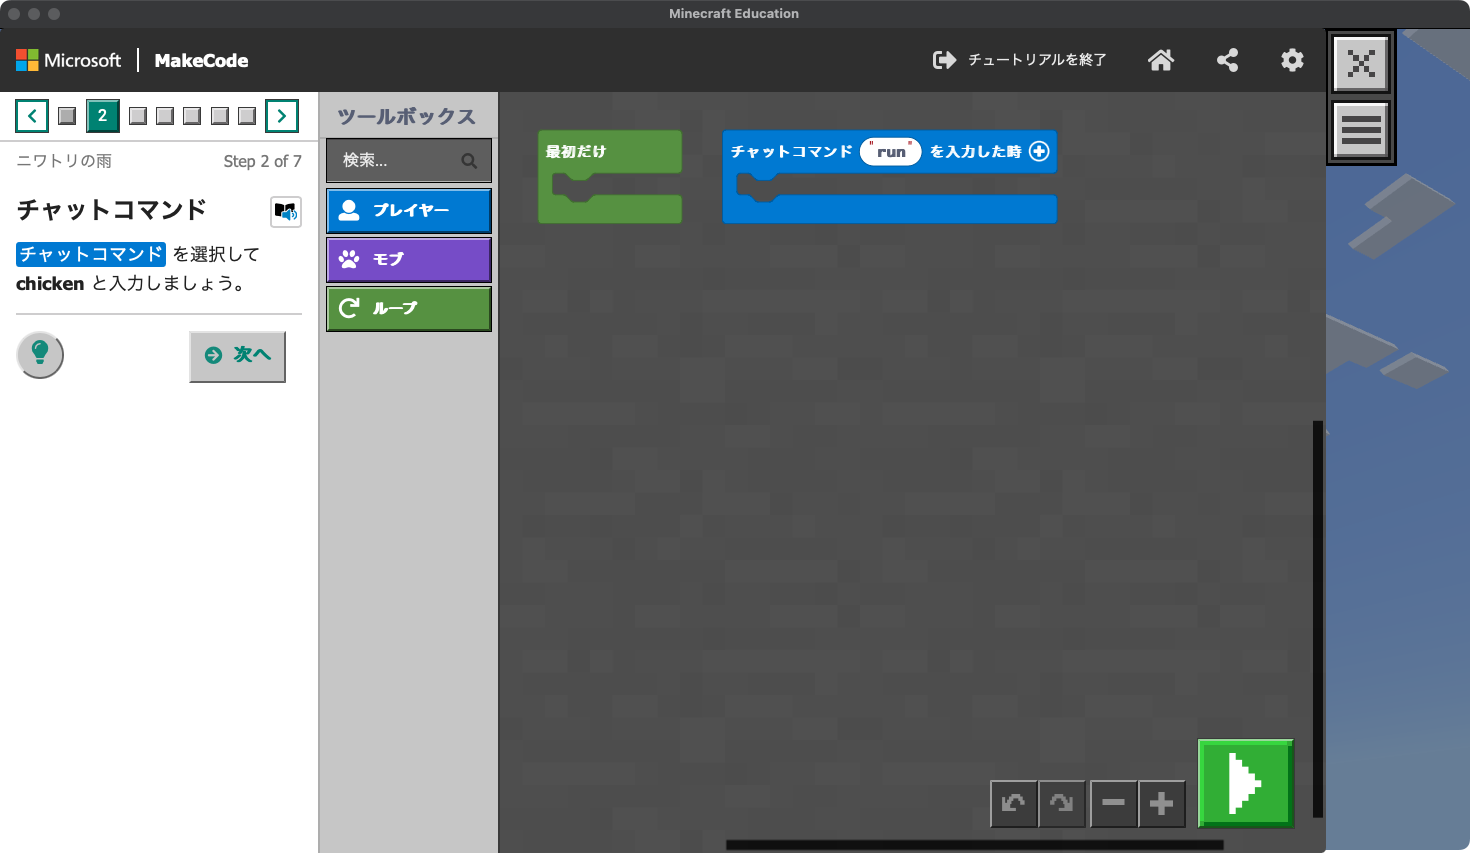 Minecraft Education
Microsoft | MakeCode
チュートリアルを終了
2
ニワトリの雨
Step 2 of 7
チャットコマンド
チャットコマンド を選択して
chicken と入力しましょう。
次へ
ツールボックス
検索...
プレイヤー
モブ
ループ
最初だけ
チャットコマンド "run" を入力した時